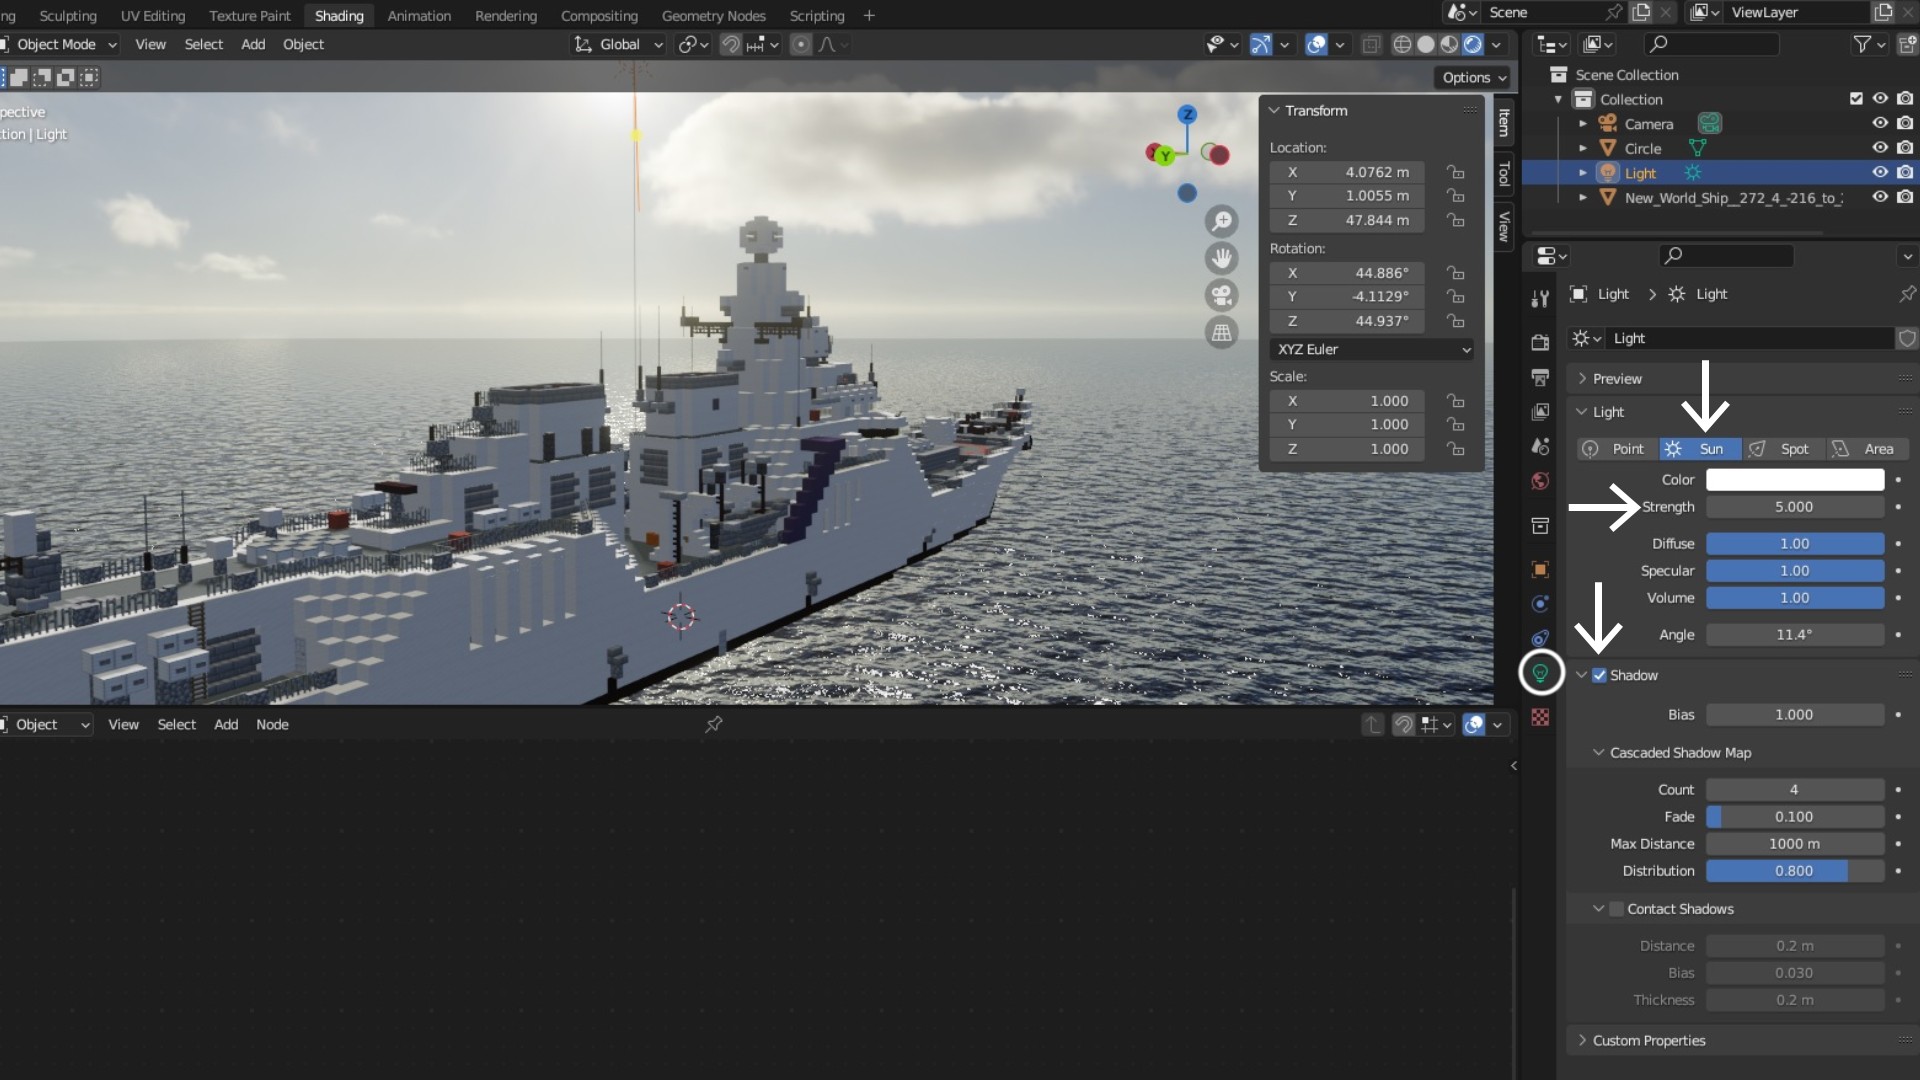 ng Sculpting UV Editing Texture Paint Shading Animation Rendering Compositing Geometry Nodes Scripting + Scene ViewLayer
Object Mode View Select Add Object Global
Options
pective
tion | Light
Z
X
Y
Transform
Location:
X 4.0762 m
Y 1.0055 m
Z 47.844 m
Rotation:
X 44.886°
Y -4.1129°
Z 44.937°
XYZ Euler
Scale:
X 1.000
Y 1.000
Z 1.000
Item
Tool
View
Scene Collection
Collection
Camera
Circle
Light
New_World_Ship__272_4_-216_to_
Light > Light
Light
Preview
Light
Point Sun Spot Area
Color
Strength 5.000
Diffuse 1.00
Specular 1.00
Volume 1.00
Angle 11.4°
Shadow
Bias 1.000
Cascaded Shadow Map
Count 4
Fade 0.100
Max Distance 1000 m
Distribution 0.800
Contact Shadows
Distance 0.2 m
Bias 0.030
Thickness 0.2 m
Custom Properties
Object View Select Add Node